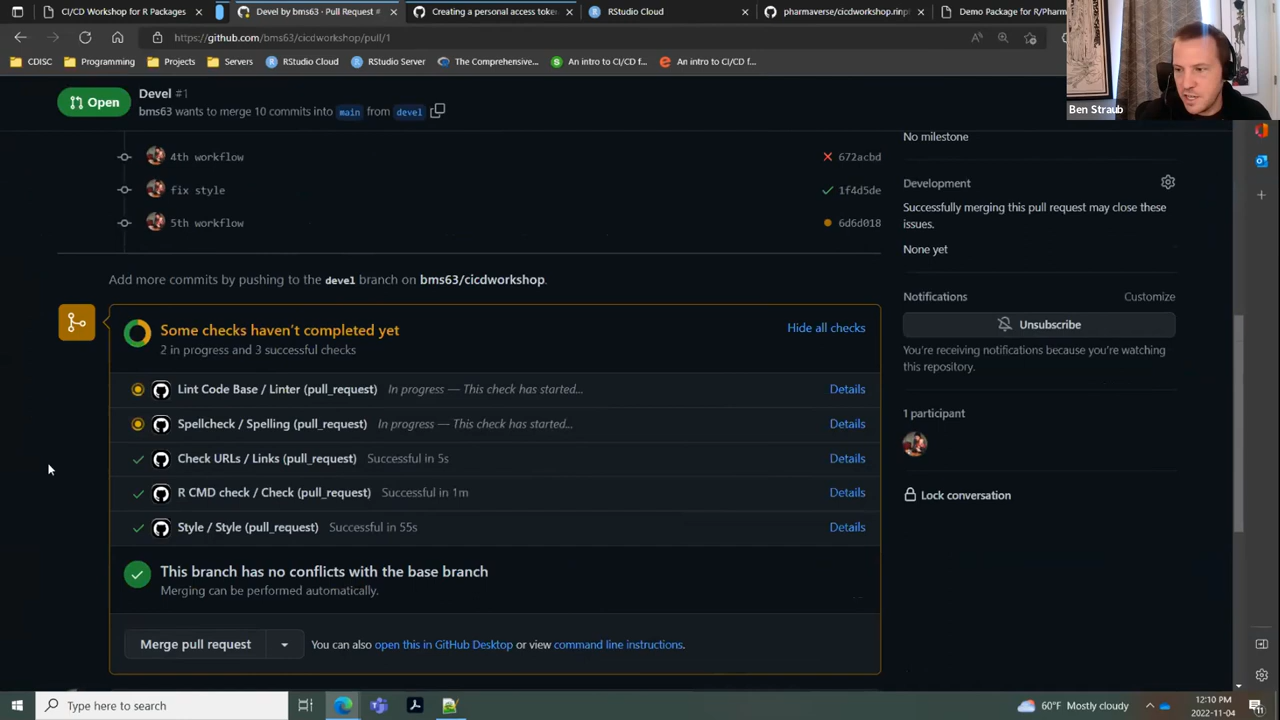 CI/CD Workshop for R Packages
Devel by bms63 · Pull Request #
Creating a personal access toke
RStudio Cloud
pharmaverse/cicdworkshop.rinp
Demo Package for R/Pharm
https://github.com/bms63/cicdworkshop/pull/1
CDISC
Programming
Projects
Servers
RStudio Cloud
RStudio Server
The Comprehensive...
An intro to CI/CD f...
An intro to CI/CD f...
Ben Straub
Open
Devel #1
bms63 wants to merge 10 commits into main from devel
No milestone
4th workflow
672acbd
fix style
1f4d5de
5th workflow
6d6d018
Development
Successfully merging this pull request may close these
issues.
None yet
Add more commits by pushing to the devel branch on bms63/cicdworkshop.
Notifications
Customize
Unsubscribe
You're receiving notifications because you're watching
this repository.
Some checks haven't completed yet
2 in progress and 3 successful checks
Hide all checks
Lint Code Base / Linter (pull_request) In progress — This check has started...
Details
Spellcheck / Spelling (pull_request) In progress — This check has started...
Details
Check URLs / Links (pull_request) Successful in 5s
Details
R CMD check / Check (pull_request) Successful in 1m
Details
Style / Style (pull_request) Successful in 55s
Details
1 participant
Lock conversation
This branch has no conflicts with the base branch
Merging can be performed automatically.
Merge pull request
You can also open this in GitHub Desktop or view command line instructions.
Type here to search
60°F Mostly cloudy
12:10 PM
2022-11-04
11